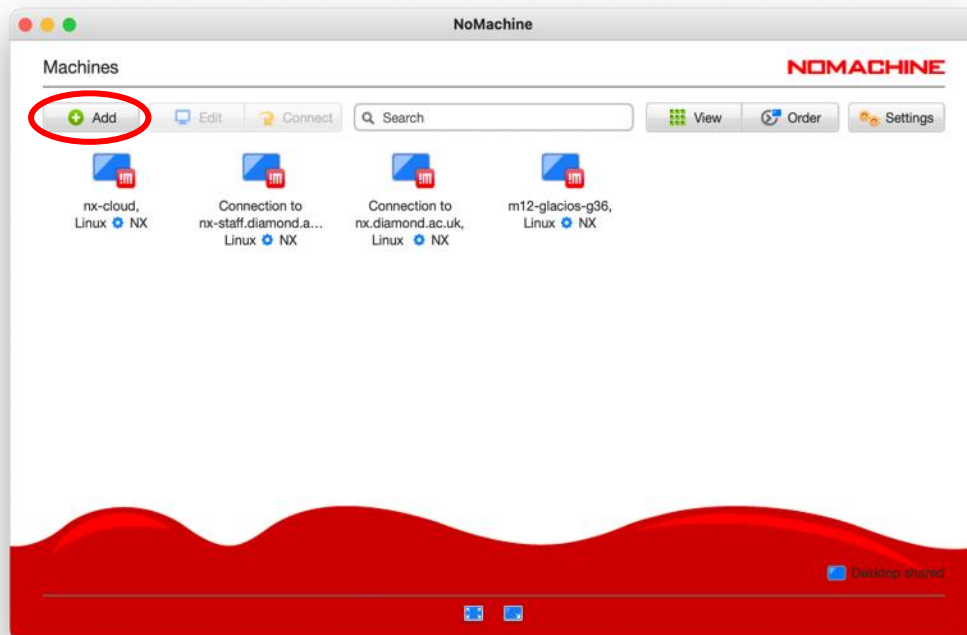 NoMachine
Machines
NOMACHINE
Add
Edit
Connect
Search
View
Order
Settings
nx-cloud,
Linux NX
Connection to
nx-staff.diamond.a...
Linux NX
Connection to
nx.diamond.ac.uk,
Linux NX
m12-glacios-g36,
Linux NX
Desktop shared